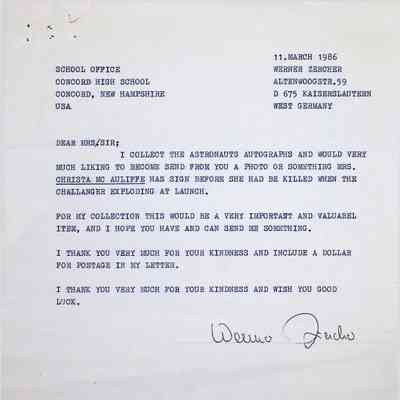 11.MARCH 1986
SCHOOL OFFICE WERNER ZERCHER
CONCORD HIGH SCHOOL ALTENWOOGSTR.59
CONCORD, NEW HAMPSHIRE D 675 KAISERSLAUTERN
USA WEST GERMANY
DEAR MRS/SIR;
I COLLECT THE ASTRONAUTS AUTOGRAPHS AND WOULD VERY
MUCH LIKING TO BECOME SEND FROM YOU A PHOTO OR SOMETHING MRS.
CHRISTA MC AULIFFE HAS SIGN BEFORE SHE HAD BE KILLED WHEN THE
CHALLANGER EXPLODING AT LAUNCH.
FOR MY COLLECTION THIS WOULD BE A VERY IMPORTANT AND VALUABEL
ITEM, AND I HOPE YOU HAVE AND CAN SEND ME SOMETHING.
I THANK YOU VERY MUCH FOR YOUR KINDNESS AND INCLUDE A DOLLAR
FOR POSTAGE IN MY LETTER.
I THANK YOU VERY MUCH FOR YOUR KINDNESS AND WISH YOU GOOD
LUCK.